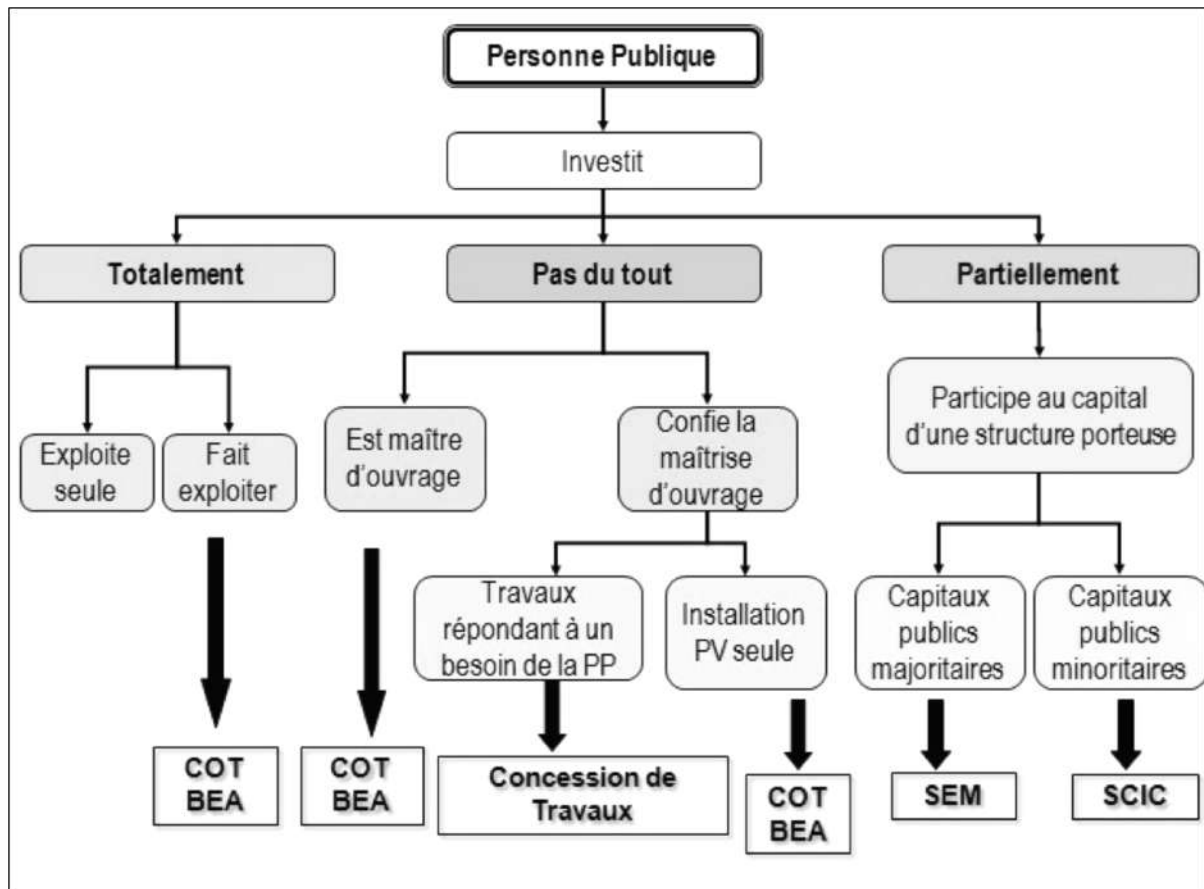 Personne Publique
Investit
Totalement
Pas du tout
Partiellement
Exploite
seule
Fait
exploiter
Est maître
d'ouvrage
Confie la
maîtrise
d'ouvrage
Participe au capital
d'une structure porteuse
Travaux
répondant à un
besoin de la PP
Installation
PV seule
Capitaux
publics
majoritaires
Capitaux
publics
minoritaires
COT
BEA
COT
BEA
Concession de
Travaux
COT
BEA
SEM
SCIC